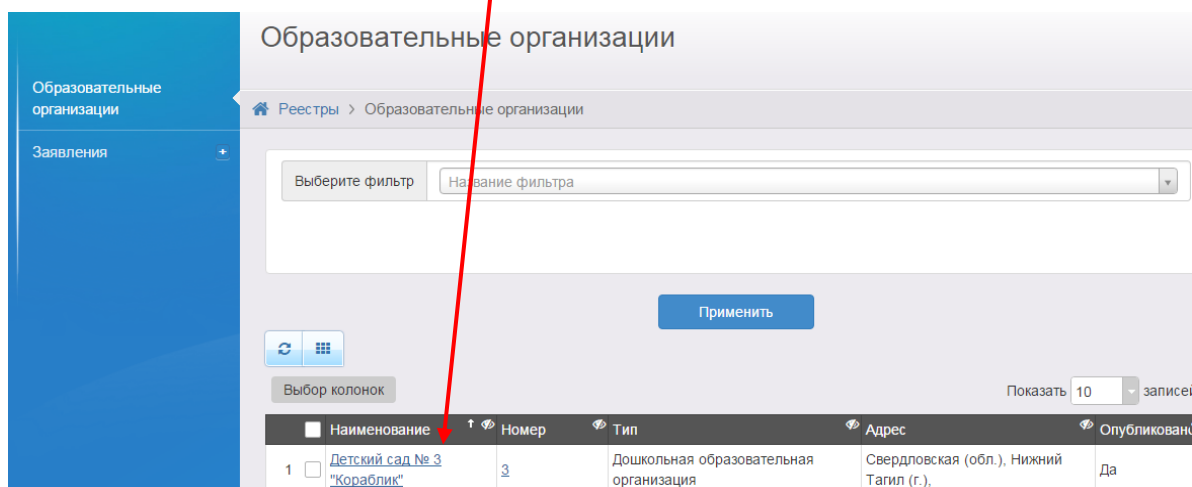 Образовательные организации
Образовательные
организации
Реестры > Образовательные организации
Заявления
Выберите фильтр Название фильтра
Применить
Выбор колонок
Показать 10 записей
Наименование Номер Тип Адрес
1 Детский сад № 3 3 Дошкольная образовательная Свердловская (обл.), Нижний Да
"Кораблик" организация Тагил (г.),